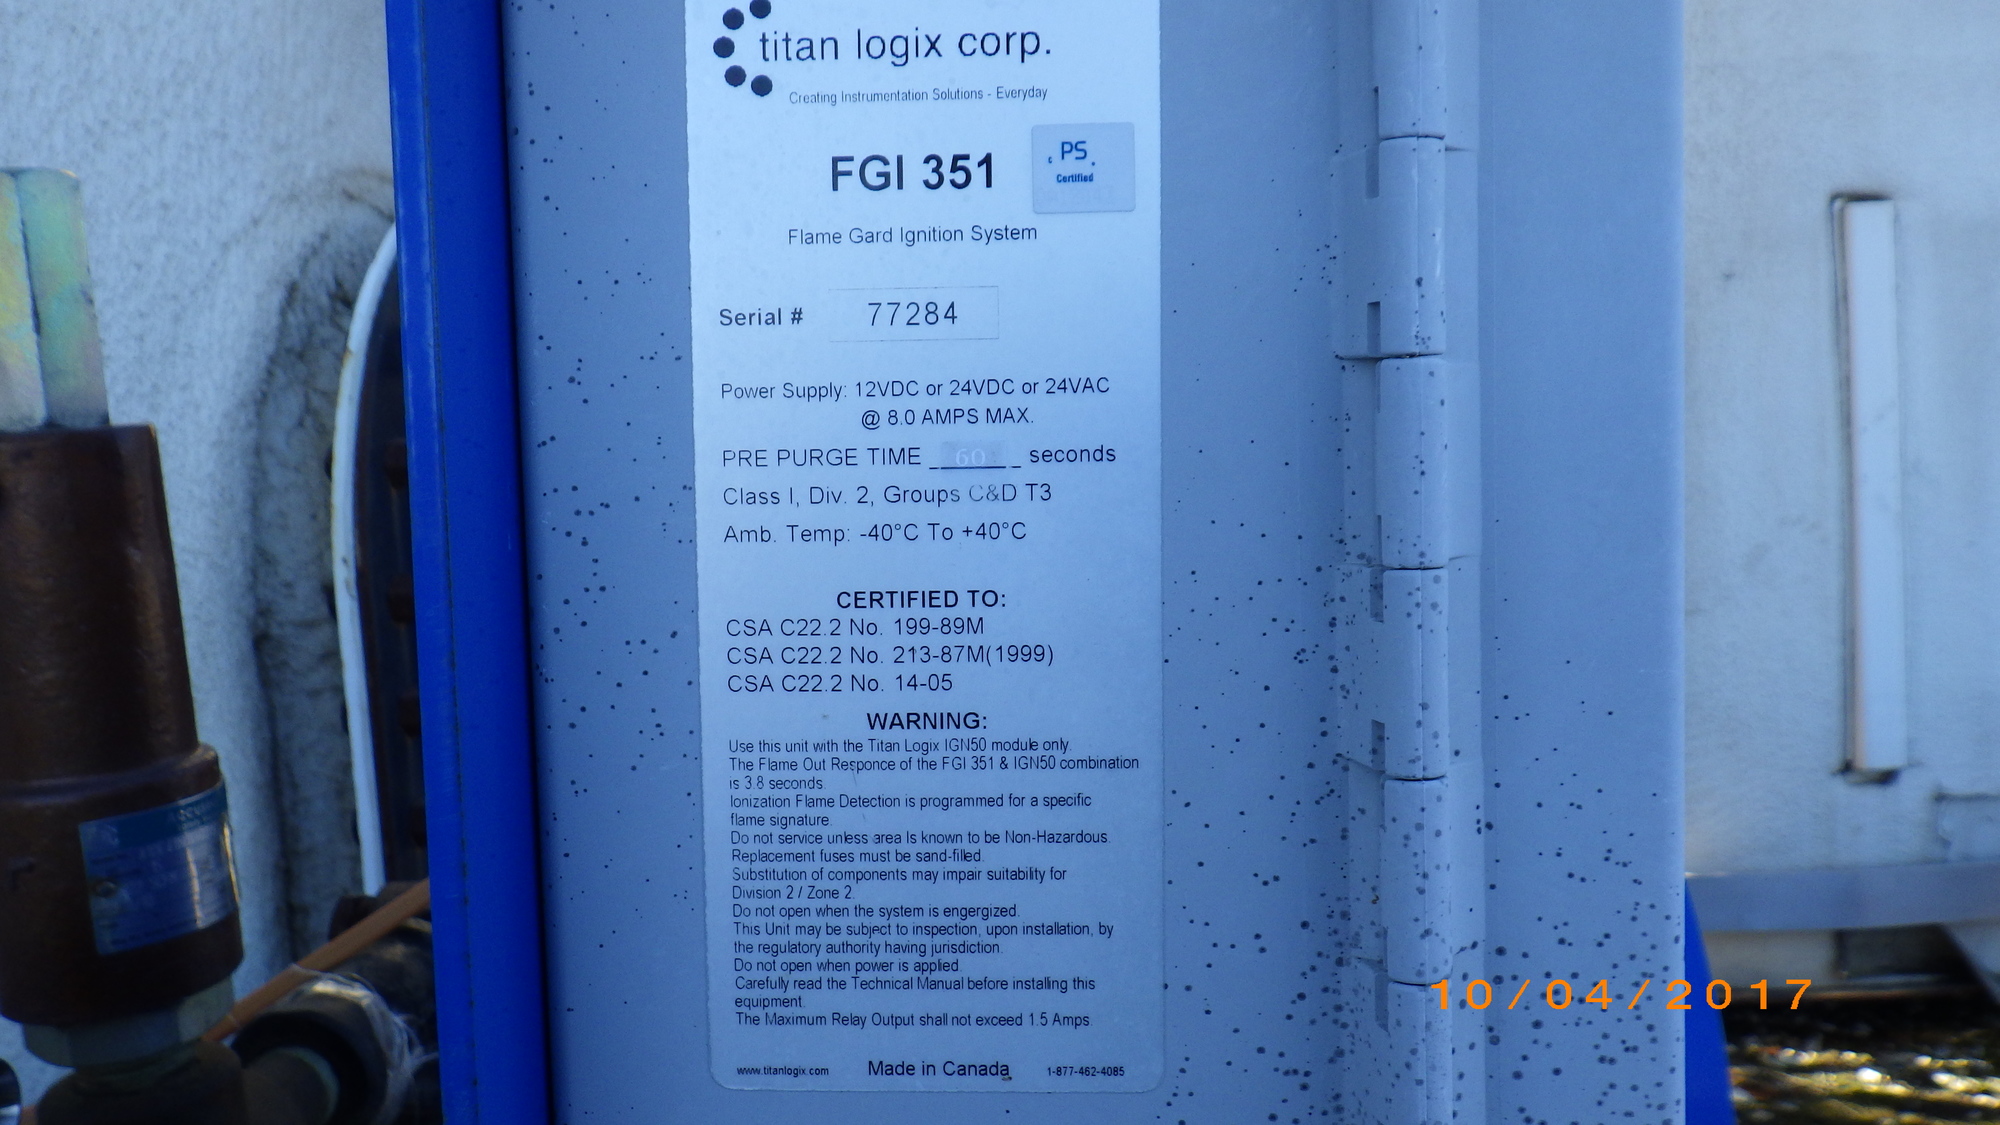 titan logix corp.
Creating Instrumentation Solutions - Everyday
FGI 351
c PS
Certified
Flame Gard Ignition System
Serial # 77284
Power Supply: 12VDC or 24VDC or 24VAC
@ 8.0 AMPS MAX.
PRE PURGE TIME _ 60 _ seconds
Class I, Div. 2, Groups C&D T3
Amb. Temp: -40°C To +40°C
CERTIFIED TO:
CSA C22.2 No. 199-89M
CSA C22.2 No. 213-87M(1999)
CSA C22.2 No. 14-05
WARNING:
Use this unit with the Titan Logix IGN50 module only.
The Flame Out Responce of the FGI 351 & IGN50 combination
is 3.8 seconds
Ionization Flame Detection is programmed for a specific
flame signature.
Do not service unless area Is known to be Non-Hazardous.
Replacement fuses must be sand-filled.
Substitution of components may impair suitability for
Division 2 / Zone 2.
Do not open when the system is engergized.
This Unit may be subject to inspection, upon installation, by
the regulatory authority having jurisdiction.
Do not open when power is applied.
Carefully read the Technical Manual before installing this
equipment.
The Maximum Relay Output shall not exceed 1.5 Amps.
www.titanlogix.com Made in Canada 1-877-462-4085
10/04/2017